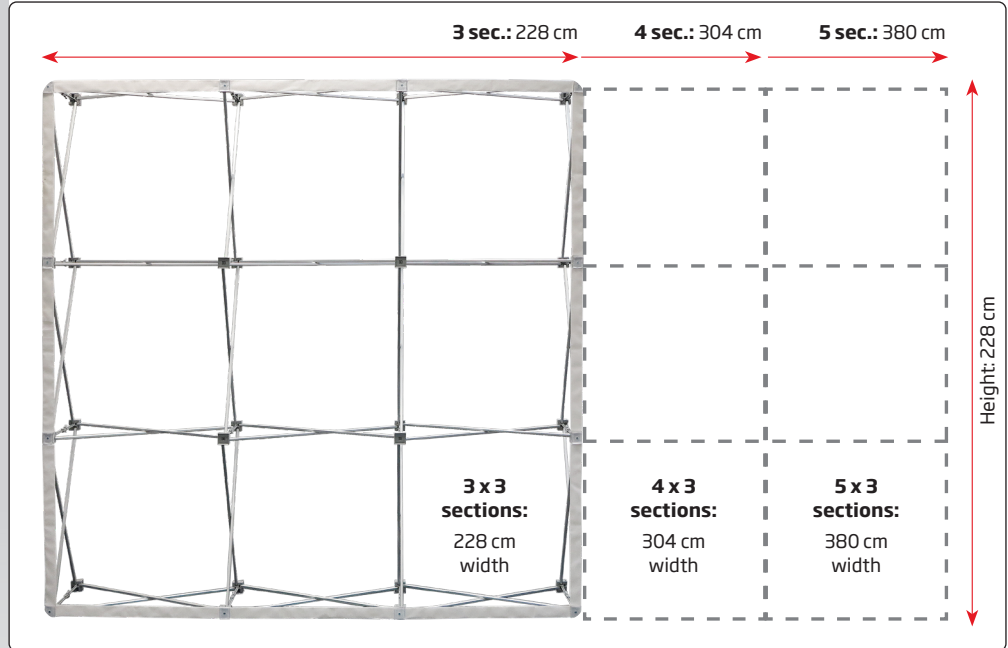 3 sec.: 228 cm
4 sec.: 304 cm
5 sec.: 380 cm
Height: 228 cm
3 x 3
sections:
228 cm
width
4 x 3
sections:
304 cm
width
5 x 3
sections:
380 cm
width